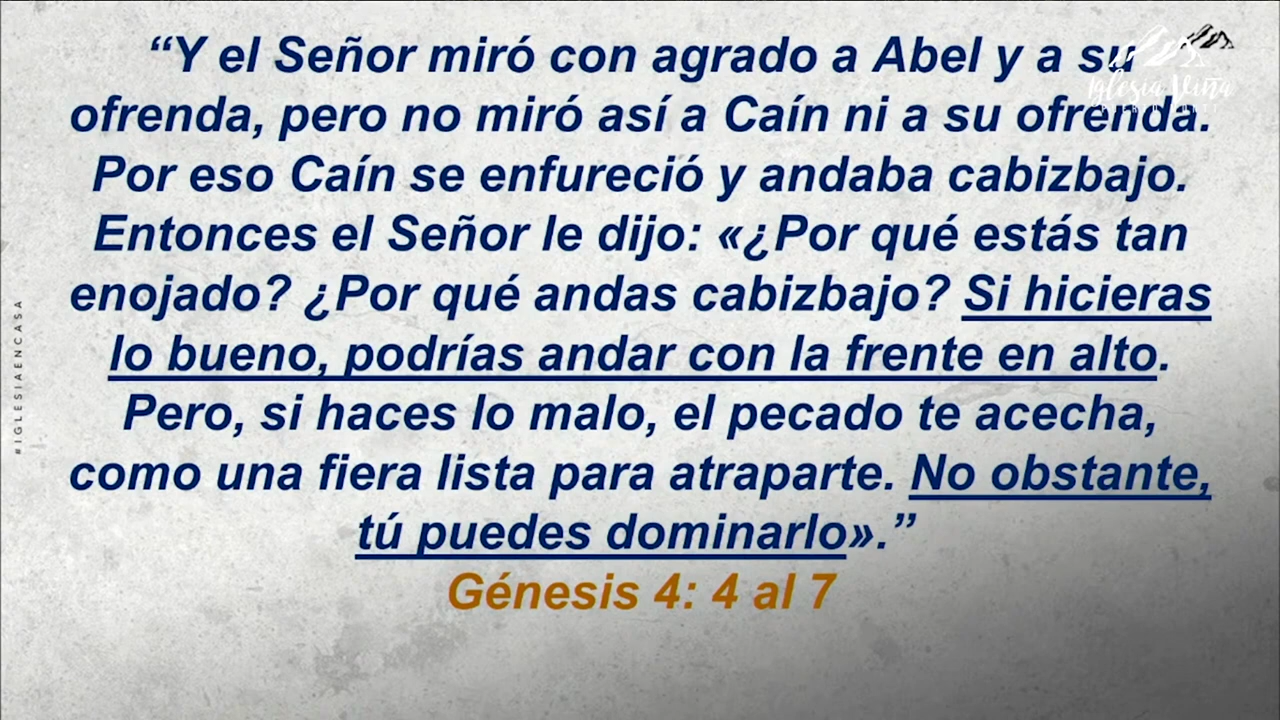 “Y el Señor miró con agrado a Abel y a su
ofrenda, pero no miró así a Caín ni a su ofrenda.
Por eso Caín se enfureció y andaba cabizbajo.
Entonces el Señor le dijo: «¿Por qué estás tan
enojado? ¿Por qué andas cabizbajo? Si hicieras
lo bueno, podrías andar con la frente en alto.
Pero, si haces lo malo, el pecado te acecha,
como una fiera lista para atraparte. No obstante,
tú puedes dominarlo».”
Génesis 4: 4 al 7
#IGLESIAENCASA
Iglesia Viña